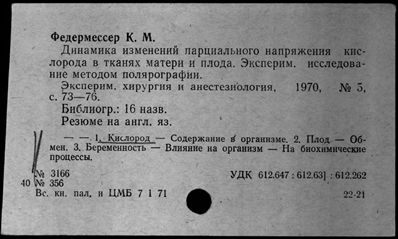 Федермессер К. М.
Динамика изменений парциального напряжения кис-
лорода в тканях матери и плода. Эксперим. исследова-
ние методом полярографии.
Эксперим. хирургия и анестезиология, 1970, № 5,
с. 73—76.
Библиогр.: 16 назв.
Резюме на англ. яз.
— — 1. Кислород — Содержание в организме. 2. Плод — Об-
мен. 3. Беременность — Влияние на организм — На биохимические
процессы.
№ 3166 УДК 612.647 : 612.631 : 612.262
40 № 356
Вс. кн. пал. и ЦМБ 7 1 71 22-21